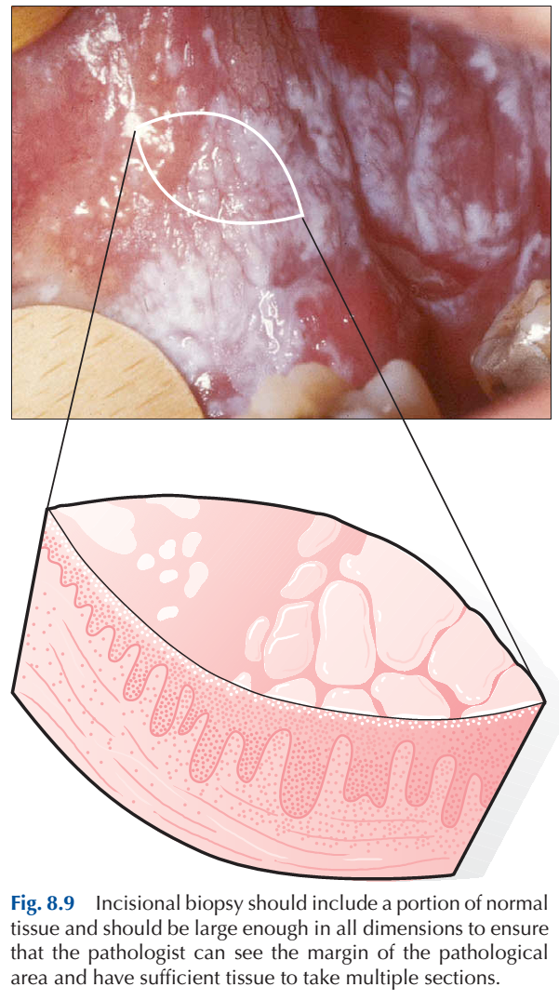 Fig. 8.9 Incisional biopsy should include a portion of normal
tissue and should be large enough in all dimensions to ensure
that the pathologist can see the margin of the pathological
area and have sufficient tissue to take multiple sections.